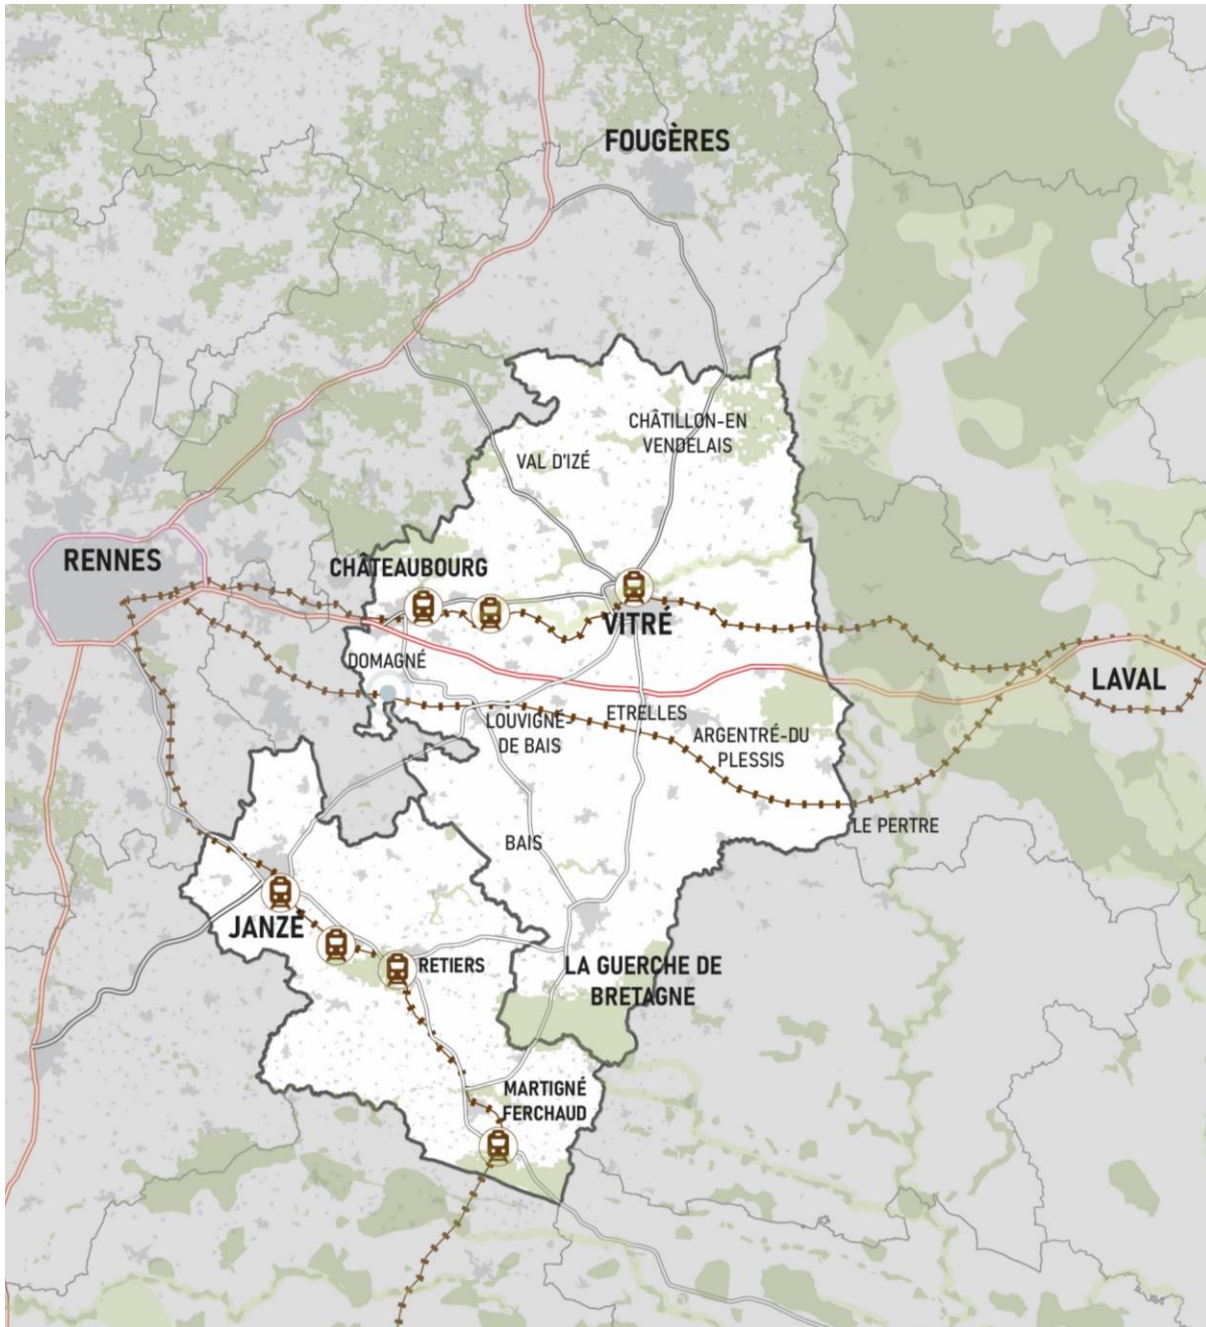 FOUGÈRES
CHÂTILLON-EN
VENDELAIS
VAL D'IZÉ
RENNES
CHÂTEAUBOURG
VITRÉ
DOMAGNÉ
LAVAL
LOUVIGNÉ
DE BAIS
ETRELLES
ARGENTRÉ-DU
PLESSIS
LE PERTRE
BAIS
JANZÉ
RETIERS
LA GUERCHE DE
BRETAGNE
MARTIGNÉ
FERCHAUD